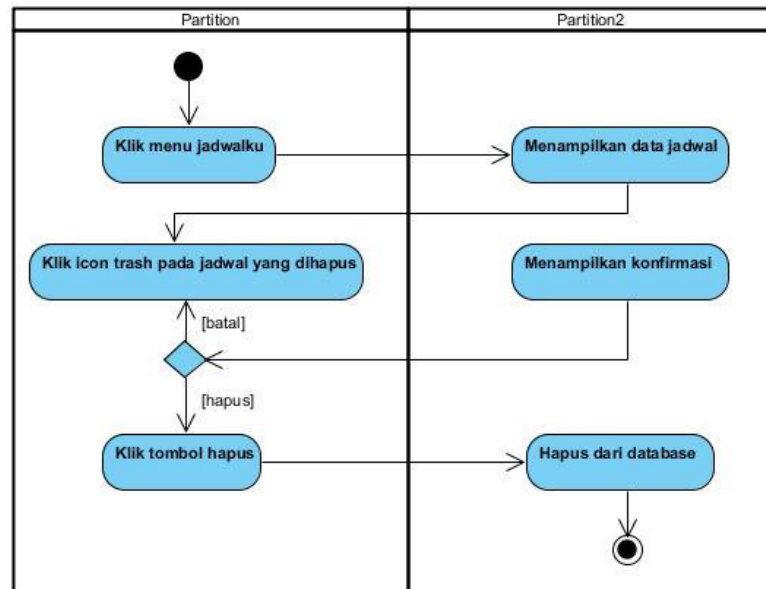 Partition
Partition2
Klik menu jadwalku
Menampilkan data jadwal
Klik icon trash pada jadwal yang dihapus
Menampilkan konfirmasi
[batal]
[hapus]
Klik tombol hapus
Hapus dari database